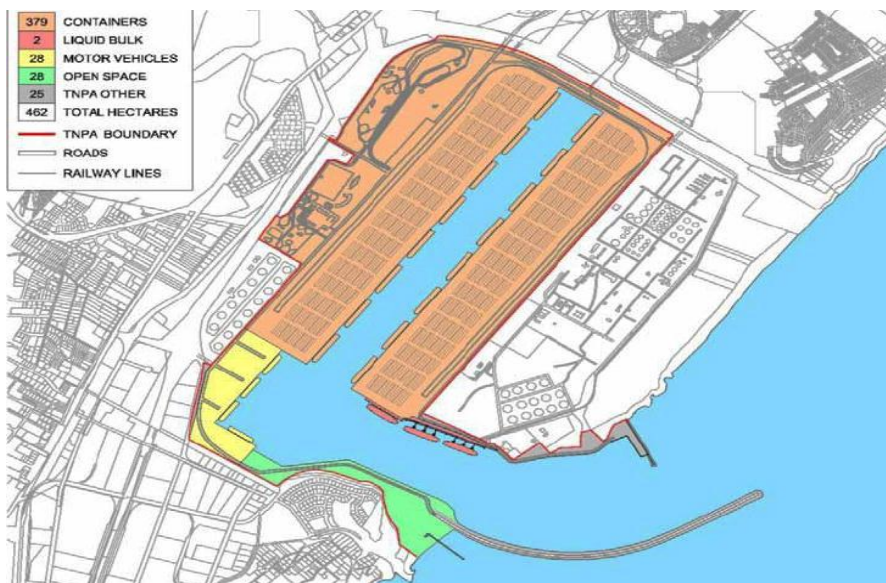 379 CONTAINERS
2 LIQUID BULK
28 MOTOR VEHICLES
28 OPEN SPACE
25 TNPA OTHER
462 TOTAL HECTARES
TNPA BOUNDARY
ROADS
RAILWAY LINES